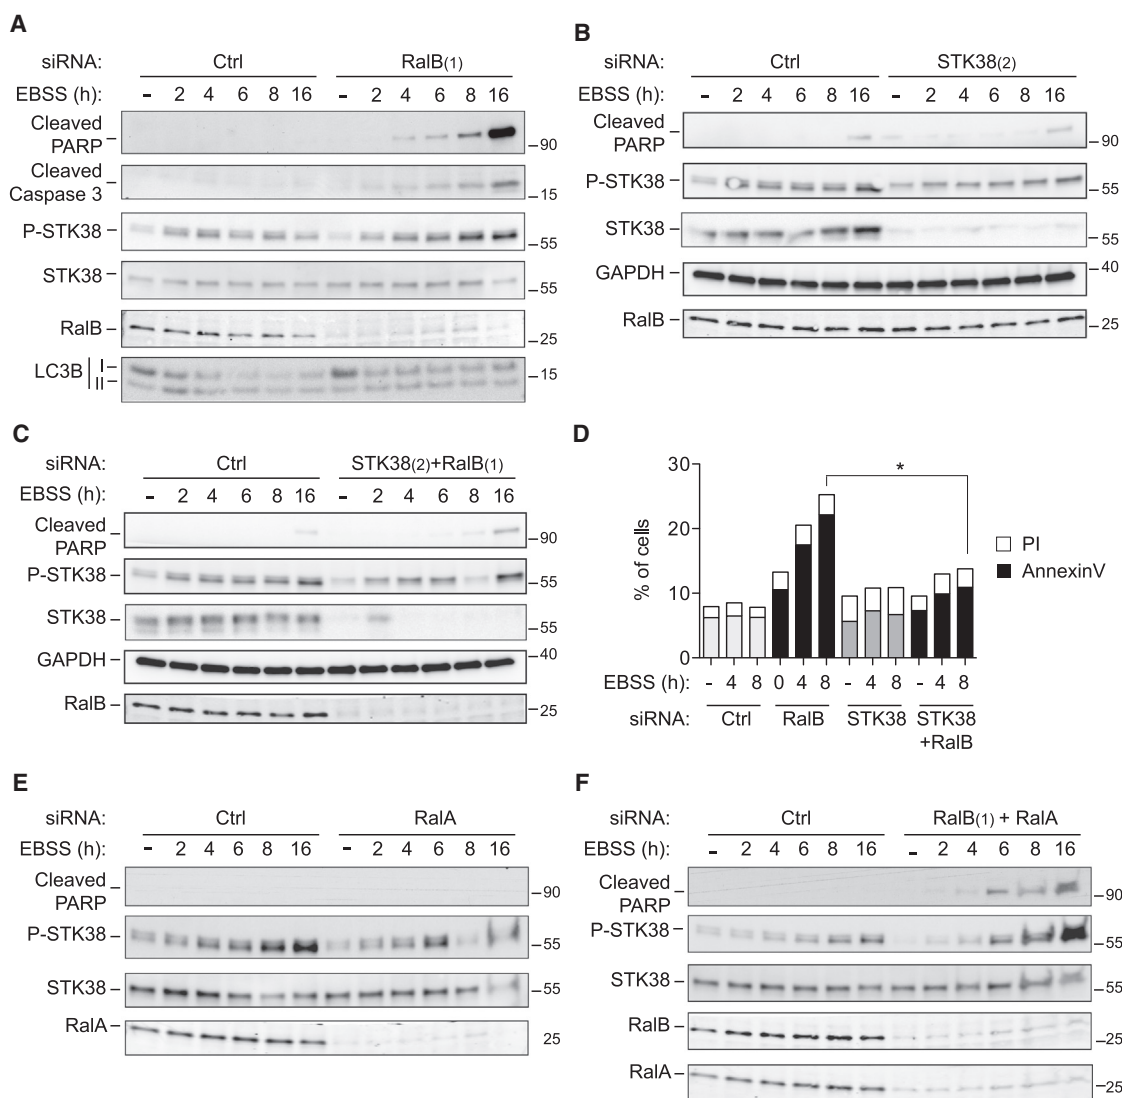 A
siRNA: Ctrl RalB(1)
EBSS (h): - 2 4 6 8 16 - 2 4 6 8 16
Cleaved
PARP
90
Cleaved
Caspase 3
15
P-STK38
55
STK38
55
RalB
25
LC3B I
II
15
B
siRNA: Ctrl STK38(2)
EBSS (h): - 2 4 6 8 16 - 2 4 6 8 16
Cleaved
PARP
90
P-STK38
55
STK38
55
GAPDH
40
RalB
25
C
siRNA: Ctrl STK38(2)+RalB(1)
EBSS (h): - 2 4 6 8 16 - 2 4 6 8 16
Cleaved
PARP
90
P-STK38
55
STK38
55
GAPDH
40
RalB
25
D
30
20
10
0
% of cells
*
PI
AnnexinV
EBSS (h): - 4 8 0 4 8 - 4 8 - 4 8
siRNA: Ctrl RalB STK38 STK38
+RalB
E
siRNA: Ctrl RalA
EBSS (h): - 2 4 6 8 16 - 2 4 6 8 16
Cleaved
PARP
90
P-STK38
55
STK38
55
RalA
25
F
siRNA: Ctrl RalB(1) + RalA
EBSS (h): - 2 4 6 8 16 - 2 4 6 8 16
Cleaved
PARP
90
P-STK38
55
STK38
55
RalB
25
RalA
25